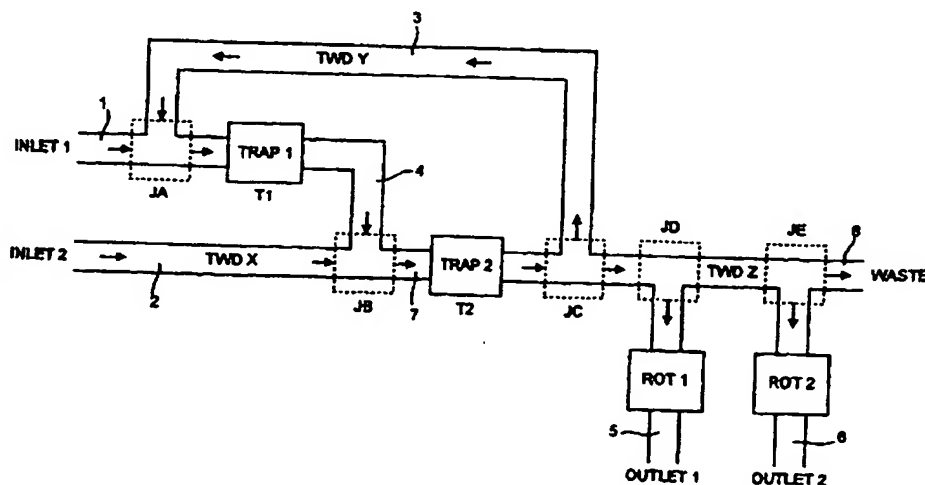 3
TWD Y
1
INLET 1
TRAP 1
JA
T1
4
INLET 2
TWD X
2
JB
7
TRAP 2
T2
JC
JD
TWD Z
JE
8
WASTE
ROT 1
ROT 2
5
6
OUTLET 1
OUTLET 2